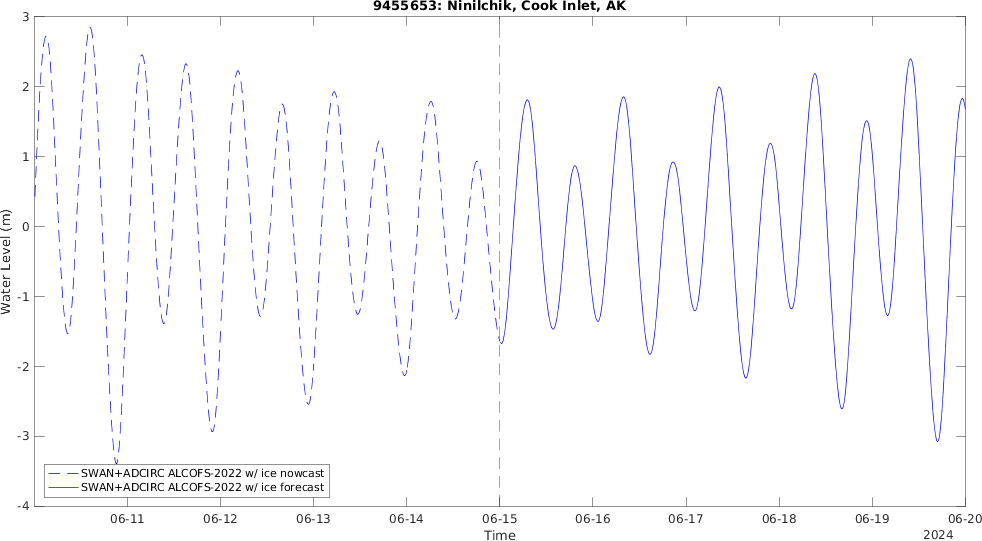 9455653: Ninilchik, Cook Inlet, AK
3
2
1
0
-1
-2
-3
-4
Water Level (m)
SWAN+ADCIRC ALCOFS-2022 w/ ice nowcast
SWAN+ADCIRC ALCOFS-2022 w/ ice forecast
06-11 06-12 06-13 06-14 06-15 06-16 06-17 06-18 06-19 06-20
Time
2024